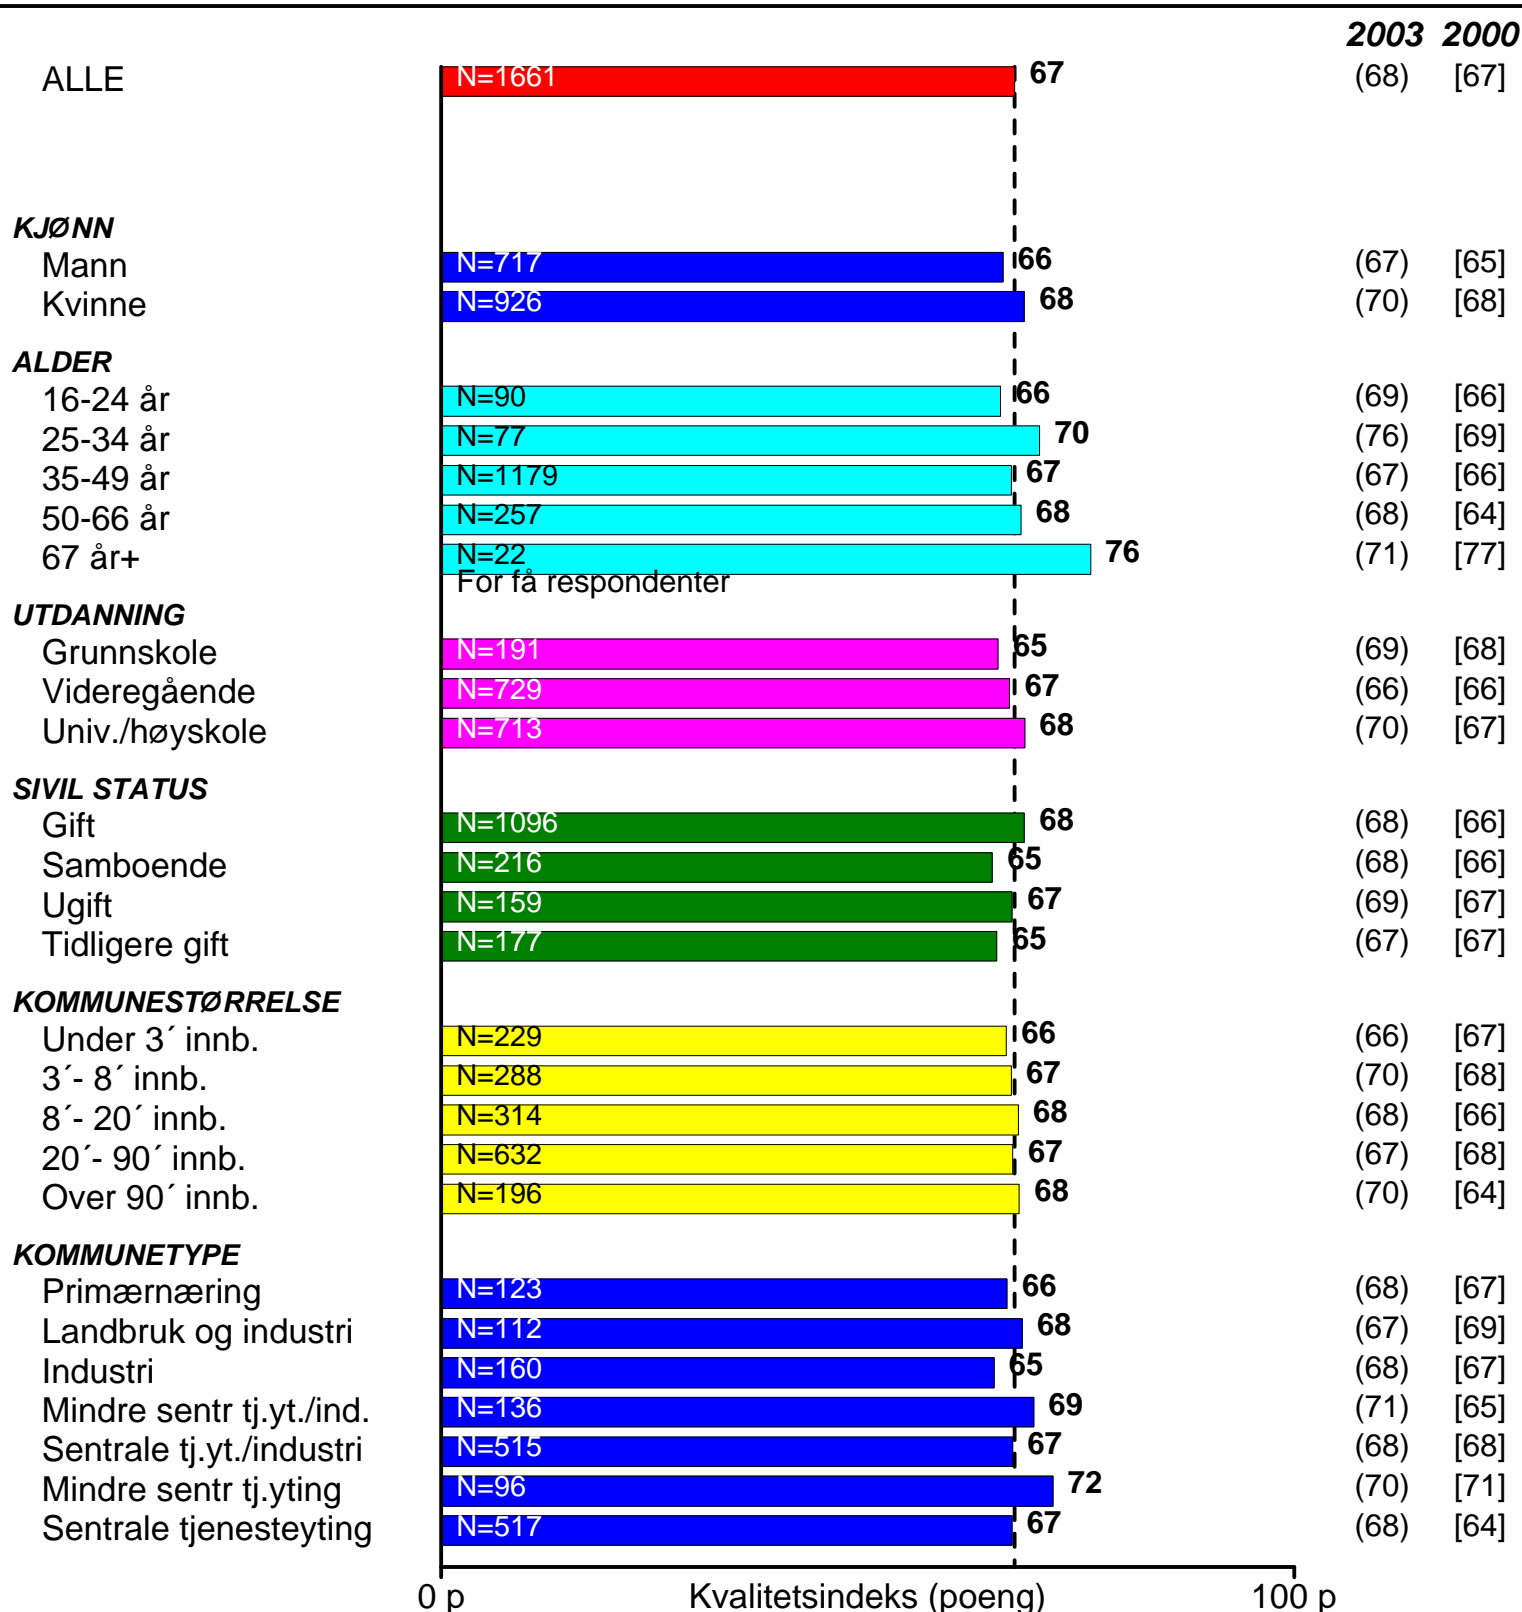 2003 2000
ALLE N=1661 67 (68) [67]
KJØNN
Mann N=717 66 (67) [65]
Kvinne N=926 68 (70) [68]
ALDER
16-24 år N=90 66 (69) [66]
25-34 år N=77 70 (76) [69]
35-49 år N=1179 67 (67) [66]
50-66 år N=257 68 (68) [64]
67 år+ N=22 76 (71) [77]
For få respondenter
UTDANNING
Grunnskole N=191 65 (69) [68]
Videregående N=729 67 (66) [66]
Univ./høyskole N=713 68 (70) [67]
SIVIL STATUS
Gift N=1096 68 (68) [66]
Samboende N=216 65 (68) [66]
Ugift N=159 67 (69) [67]
Tidligere gift N=177 65 (67) [67]
KOMMUNESTØRRELSE
Under 3´ innb. N=229 66 (66) [67]
3´- 8´ innb. N=288 67 (70) [68]
8´- 20´ innb. N=314 68 (68) [66]
20´- 90´ innb. N=632 67 (67) [68]
Over 90´ innb. N=196 68 (70) [64]
KOMMUNETYPE
Primærnæring N=123 66 (68) [67]
Landbruk og industri N=112 68 (67) [69]
Industri N=160 65 (68) [67]
Mindre sentr tj.yt./ind. N=136 69 (71) [65]
Sentrale tj.yt./industri N=515 67 (68) [68]
Mindre sentr tj.yting N=96 72 (70) [71]
Sentrale tjenesteyting N=517 67 (68) [64]
0 p Kvalitetsindeks (poeng) 100 p